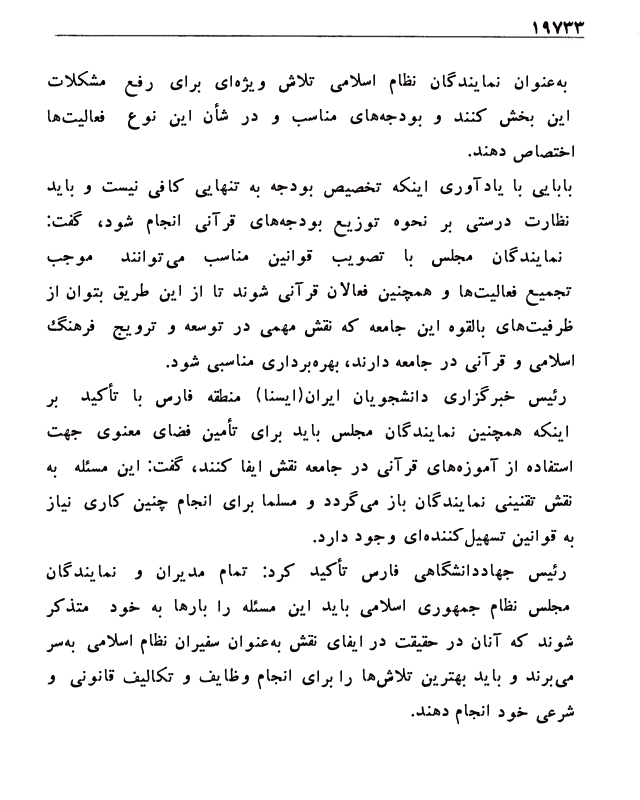 ۱۹۷۳۳
به‌عنوان نمایندگان نظام اسلامی تلاش ویژه‌ای برای رفع مشکلات
این بخش کنند و بودجه‌های مناسب و در شأن این نوع فعالیت‌ها
اختصاص دهند.
بابایی با یادآوری اینکه تخصیص بودجه به تنهایی کافی نیست و باید
نظارت درستی بر نحوه توزیع بودجه‌های قرآنی انجام شود، گفت:
نمایندگان مجلس با تصویب قوانین مناسب می‌توانند موجب
تجمیع فعالیت‌ها و همچنین فعالان قرآنی شوند تا از این طریق بتوان از
ظرفیت‌های بالقوه این جامعه که نقش مهمی در توسعه و ترویج فرهنگ
اسلامی و قرآنی در جامعه دارند، بهره‌برداری مناسبی شود.
رئیس خبرگزاری دانشجویان ایران(ایسنا) منطقه فارس با تأکید بر
اینکه همچنین نمایندگان مجلس باید برای تأمین فضای معنوی جهت
استفاده از آموزه‌های قرآنی در جامعه نقش ایفا کنند، گفت: این مسئله به
نقش تقنینی نمایندگان باز می‌گردد و مسلما برای انجام چنین کاری نیاز
به قوانین تسهیل‌کننده‌ای وجود دارد.
رئیس جهاددانشگاهی فارس تأکید کرد: تمام مدیران و نمایندگان
مجلس نظام جمهوری اسلامی باید این مسئله را بارها به خود متذکر
شوند که آنان در حقیقت در ایفای نقش به‌عنوان سفیران نظام اسلامی به‌سر
می‌برند و باید بهترین تلاش‌ها را برای انجام وظایف و تکالیف قانونی و
شرعی خود انجام دهند.